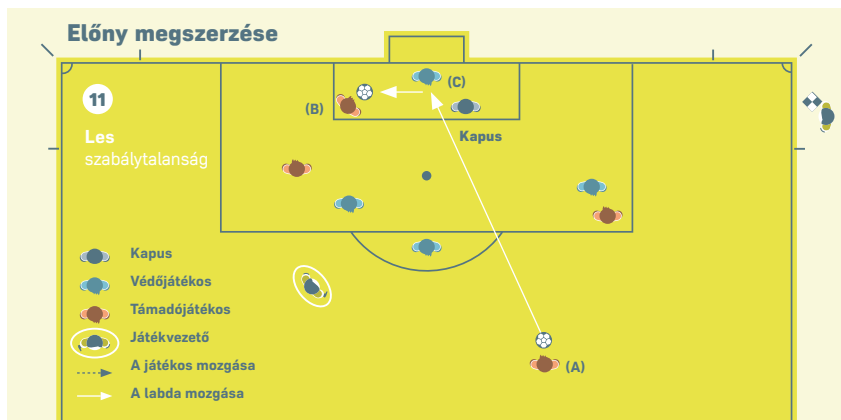 Előny megszerzése
11
Les
szabálytalanság
(C)
(B)
Kapus
(A)
Kapus
Védőjátékos
Támadójátékos
Játékvezető
A játékos mozgása
A labda mozgása